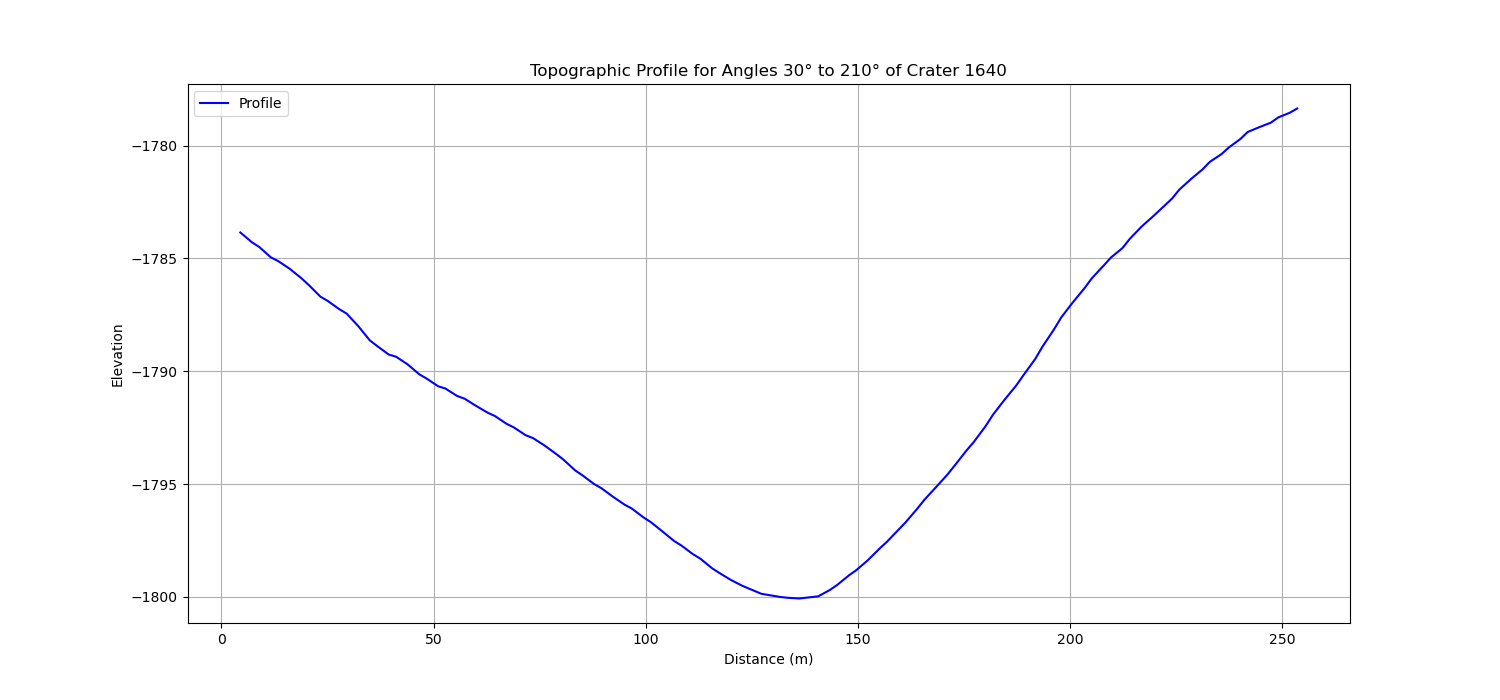 Topographic Profile for Angles 30° to 210° of Crater 1640
Profile
−1780
−1785
−1790
−1795
−1800
Elevation
0 50 100 150 200 250
Distance (m)